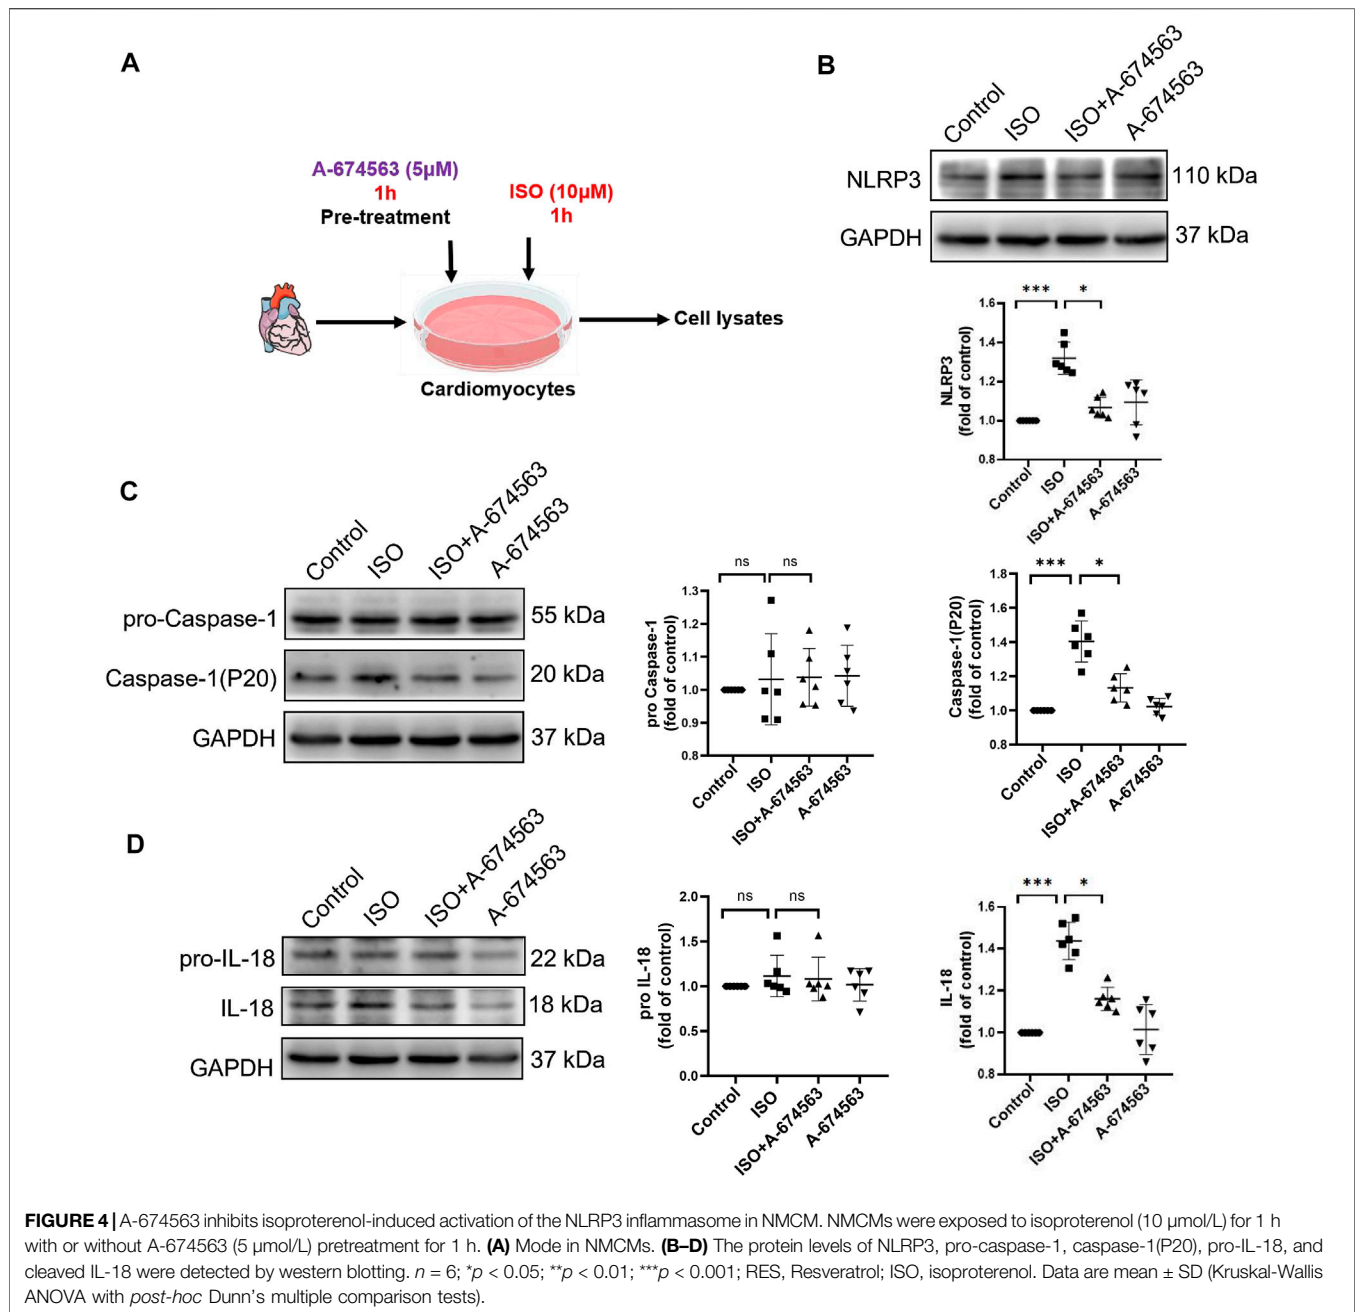 A
A-674563 (5μM)
1h
Pre-treatment
ISO (10μM)
1h
Cell lysates
Cardiomyocytes
B
Control
ISO
ISO+A-674563
A-674563
NLRP3
110 kDa
GAPDH
37 kDa
*** *
1.6
1.4
1.2
1.0
0.8
NLRP3
(fold of control)
Control
ISO
ISO+A-674563
A-674563
C
Control
ISO
ISO+A-674563
A-674563
pro-Caspase-1
55 kDa
Caspase-1(P20)
20 kDa
GAPDH
37 kDa
ns ns
1.3
1.2
1.1
1.0
0.9
0.8
pro Caspase-1
(fold of control)
Control
ISO
ISO+A-674563
A-674563
*** *
1.8
1.6
1.4
1.2
1.0
0.8
Caspase-1(P20)
(fold of control)
Control
ISO
ISO+A-674563
A-674563
D
Control
ISO
ISO+A-674563
A-674563
pro-IL-18
22 kDa
IL-18
18 kDa
GAPDH
37 kDa
ns ns
2.0
1.5
1.0
0.5
0.0
pro IL-18
(fold of control)
Control
ISO
ISO+A-674563
A-674563
*** *
1.6
1.4
1.2
1.0
0.8
IL-18
(fold of control)
Control
ISO
ISO+A-674563
A-674563
FIGURE 4 | A-674563 inhibits isoproterenol-induced activation of the NLRP3 inflammasome in NMCM. NMCMs were exposed to isoproterenol (10 μmol/L) for 1 h
with or without A-674563 (5 μmol/L) pretreatment for 1 h. (A) Mode in NMCMs. (B–D) The protein levels of NLRP3, pro-caspase-1, caspase-1(P20), pro-IL-18, and
cleaved IL-18 were detected by western blotting. n = 6; *p < 0.05; **p < 0.01; ***p < 0.001; RES, Resveratrol; ISO, isoproterenol. Data are mean ± SD (Kruskal-Wallis
ANOVA with post-hoc Dunn's multiple comparison tests).